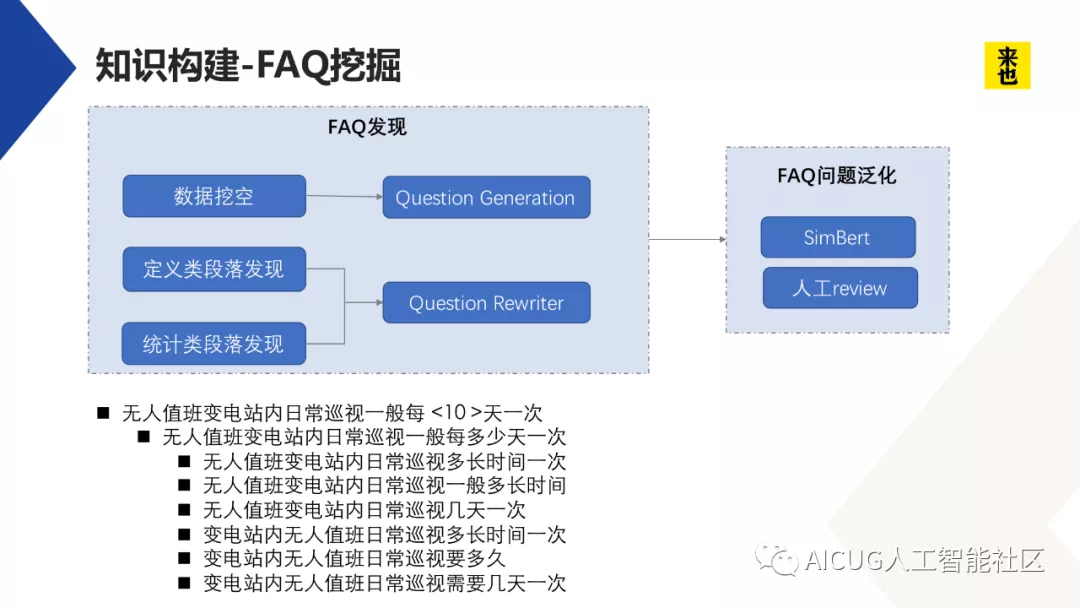 知识构建-FAQ挖掘
来也
FAQ发现
数据挖空
Question Generation
定义类段落发现
Question Rewriter
统计类段落发现
FAQ问题泛化
SimBert
人工review
■ 无人值班变电站内日常巡视一般每 <10 >天一次
■ 无人值班变电站内日常巡视一般每多少天一次
■ 无人值班变电站内日常巡视多长时间一次
■ 无人值班变电站内日常巡视一般多长时间
■ 无人值班变电站内日常巡视几天一次
■ 变电站内无人值班日常巡视多长时间一次
■ 变电站内无人值班日常巡视要多久
■ 变电站内无人值班日常巡视需要几天一次
AICUG人工智能社区